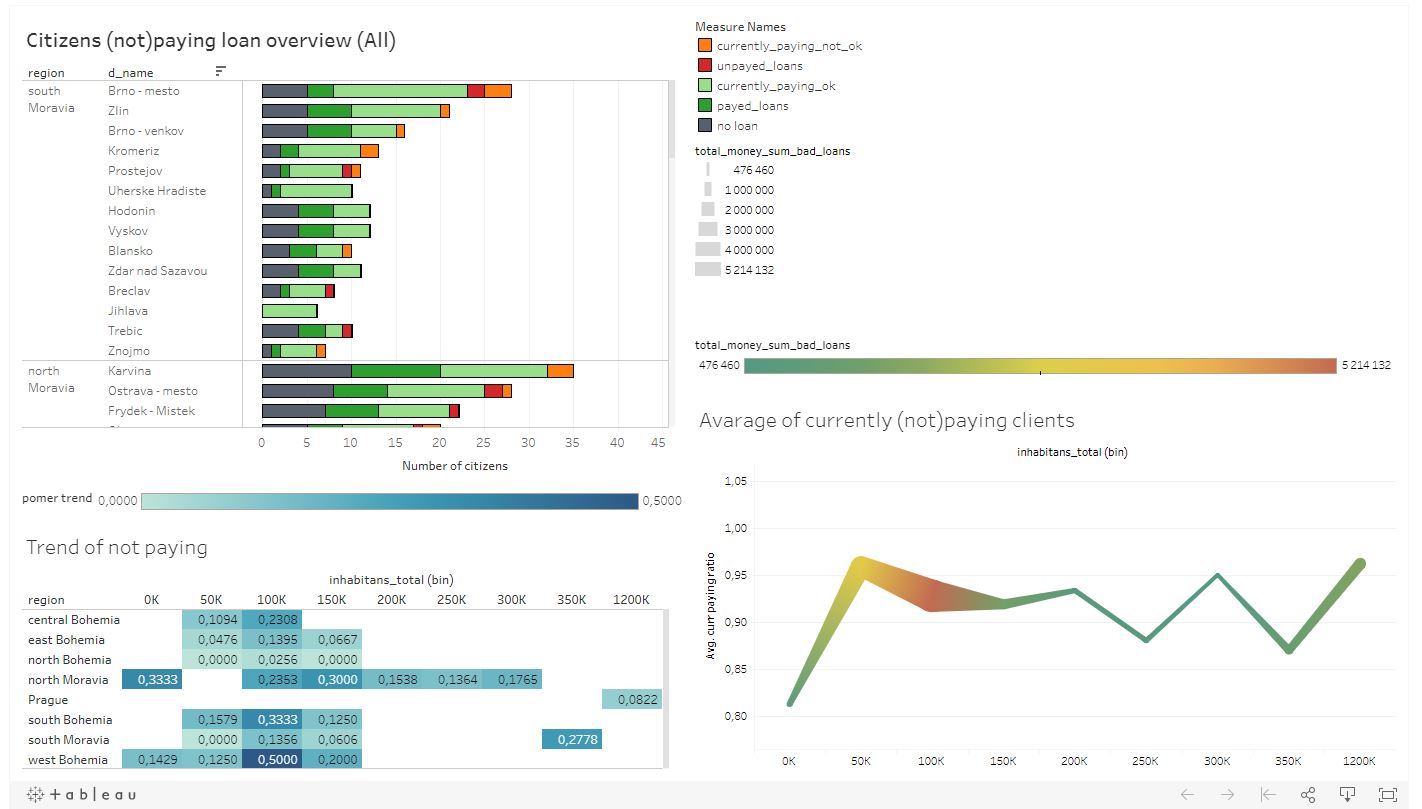 Citizens (not)paying loan overview (All)
region d_name
south Moravia Brno - mesto
Zlin
Brno - venkov
Kromeriz
Prostejov
Uherske Hradiste
Hodonin
Vyskov
Blansko
Zdar nad Sazavou
Breclav
Jihlava
Trebic
Znojmo
north Moravia Karvina
Ostrava - mesto
Frydek - Mistek
0 5 10 15 20 25 30 35 40 45
Number of citizens
pomer trend 0,0000 0,5000
Trend of not paying
inhabitans_total (bin)
region 0K 50K 100K 150K 200K 250K 300K 350K 1200K
central Bohemia 0,1094 0,2308
east Bohemia 0,0476 0,1395 0,0667
north Bohemia 0,0000 0,0256 0,0000
north Moravia 0,3333 0,2353 0,3000 0,1538 0,1364 0,1765
Prague 0,0822
south Bohemia 0,1579 0,3333 0,1250
south Moravia 0,0000 0,1356 0,0606 0,2778
west Bohemia 0,1429 0,1250 0,5000 0,2000
Measure Names
currently_paying_not_ok
unpayed_loans
currently_paying_ok
payed_loans
no loan
total_money_sum_bad_loans
476 460
1 000 000
2 000 000
3 000 000
4 000 000
5 214 132
total_money_sum_bad_loans
476 460 5 214 132
Avarage of currently (not)paying clients
inhabitans_total (bin)
Avg. curr paying ratio
1,05
1,00
0,95
0,90
0,85
0,80
0K 50K 100K 150K 200K 250K 300K 350K 1200K
+ a b | e a u